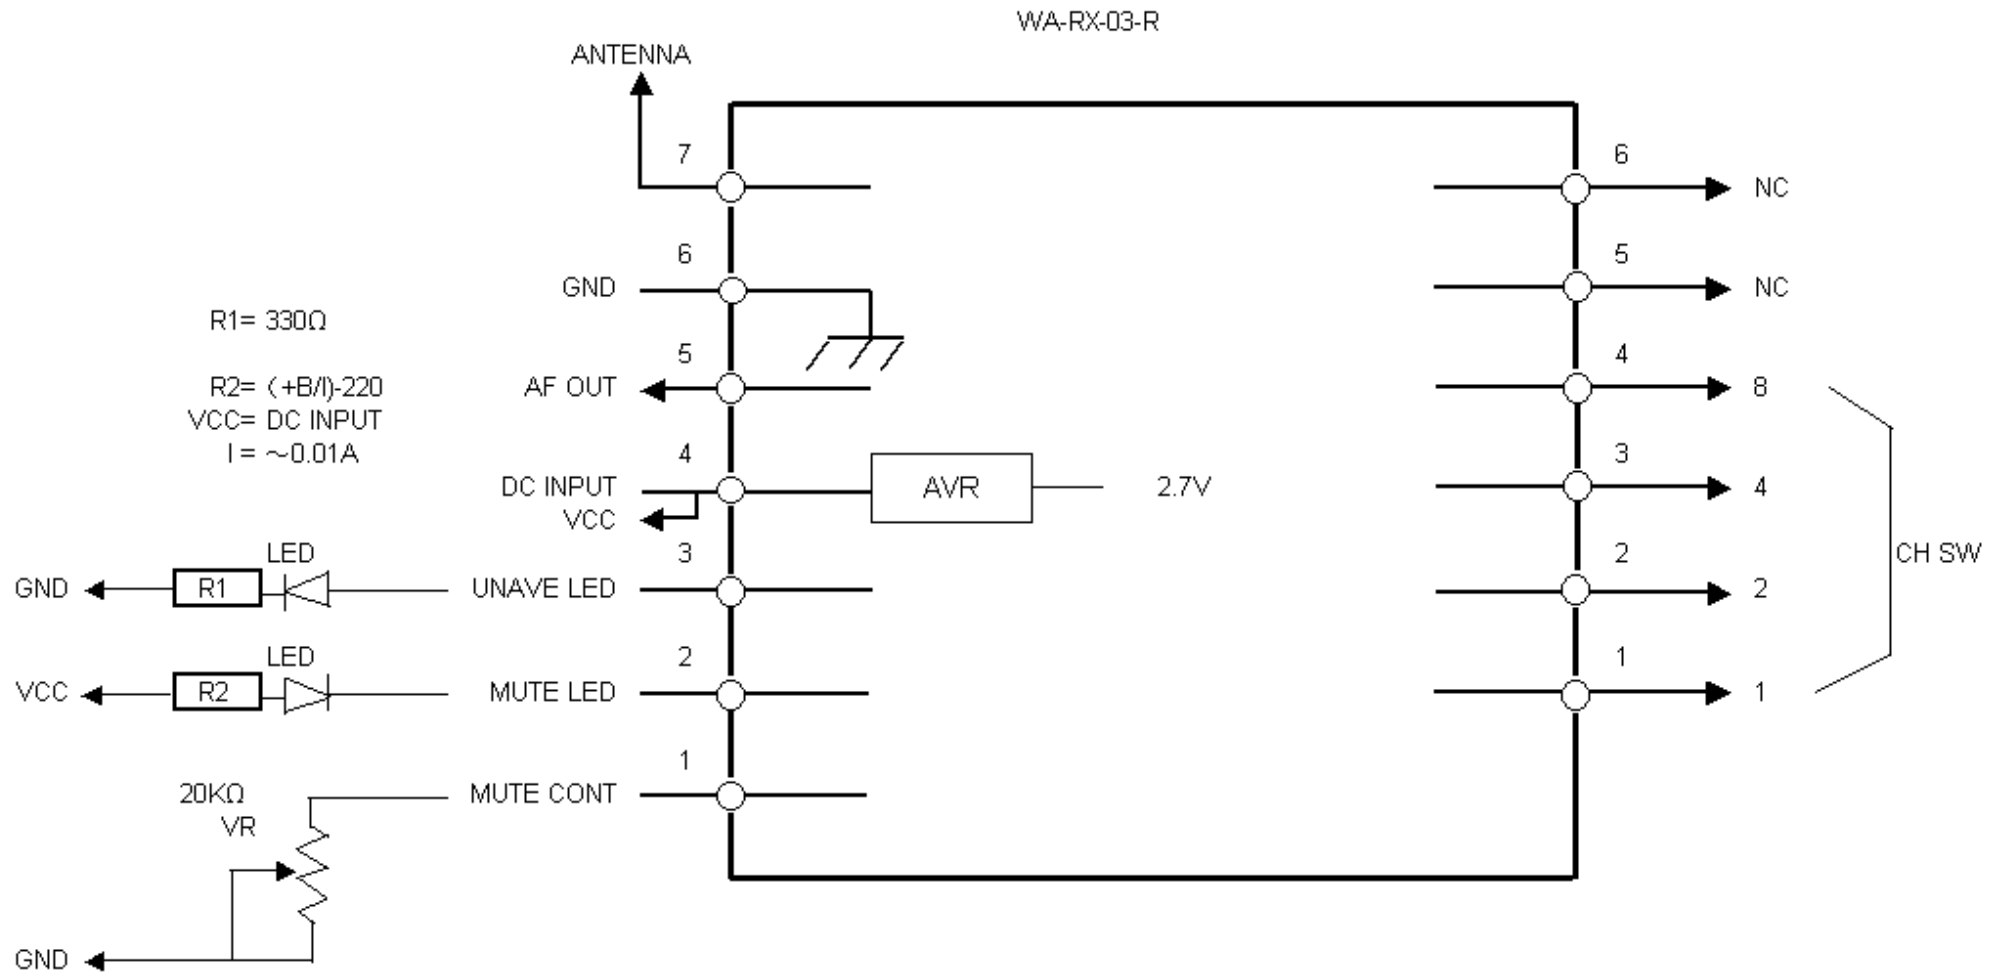 WA-RX-03-R
ANTENNA
7
6
6
NC
GND
5
NC
R1= 330Ω
5
4
R2= (+B/I)-220
AF OUT
8
VCC= DC INPUT
I = ～0.01A
4
3
DC INPUT
AVR
2.7V
4
VCC
LED
3
2
CH SW
GND
R1
UNAVE LED
2
LED
2
1
VCC
R2
MUTE LED
1
1
20KΩ
MUTE CONT
VR
GND